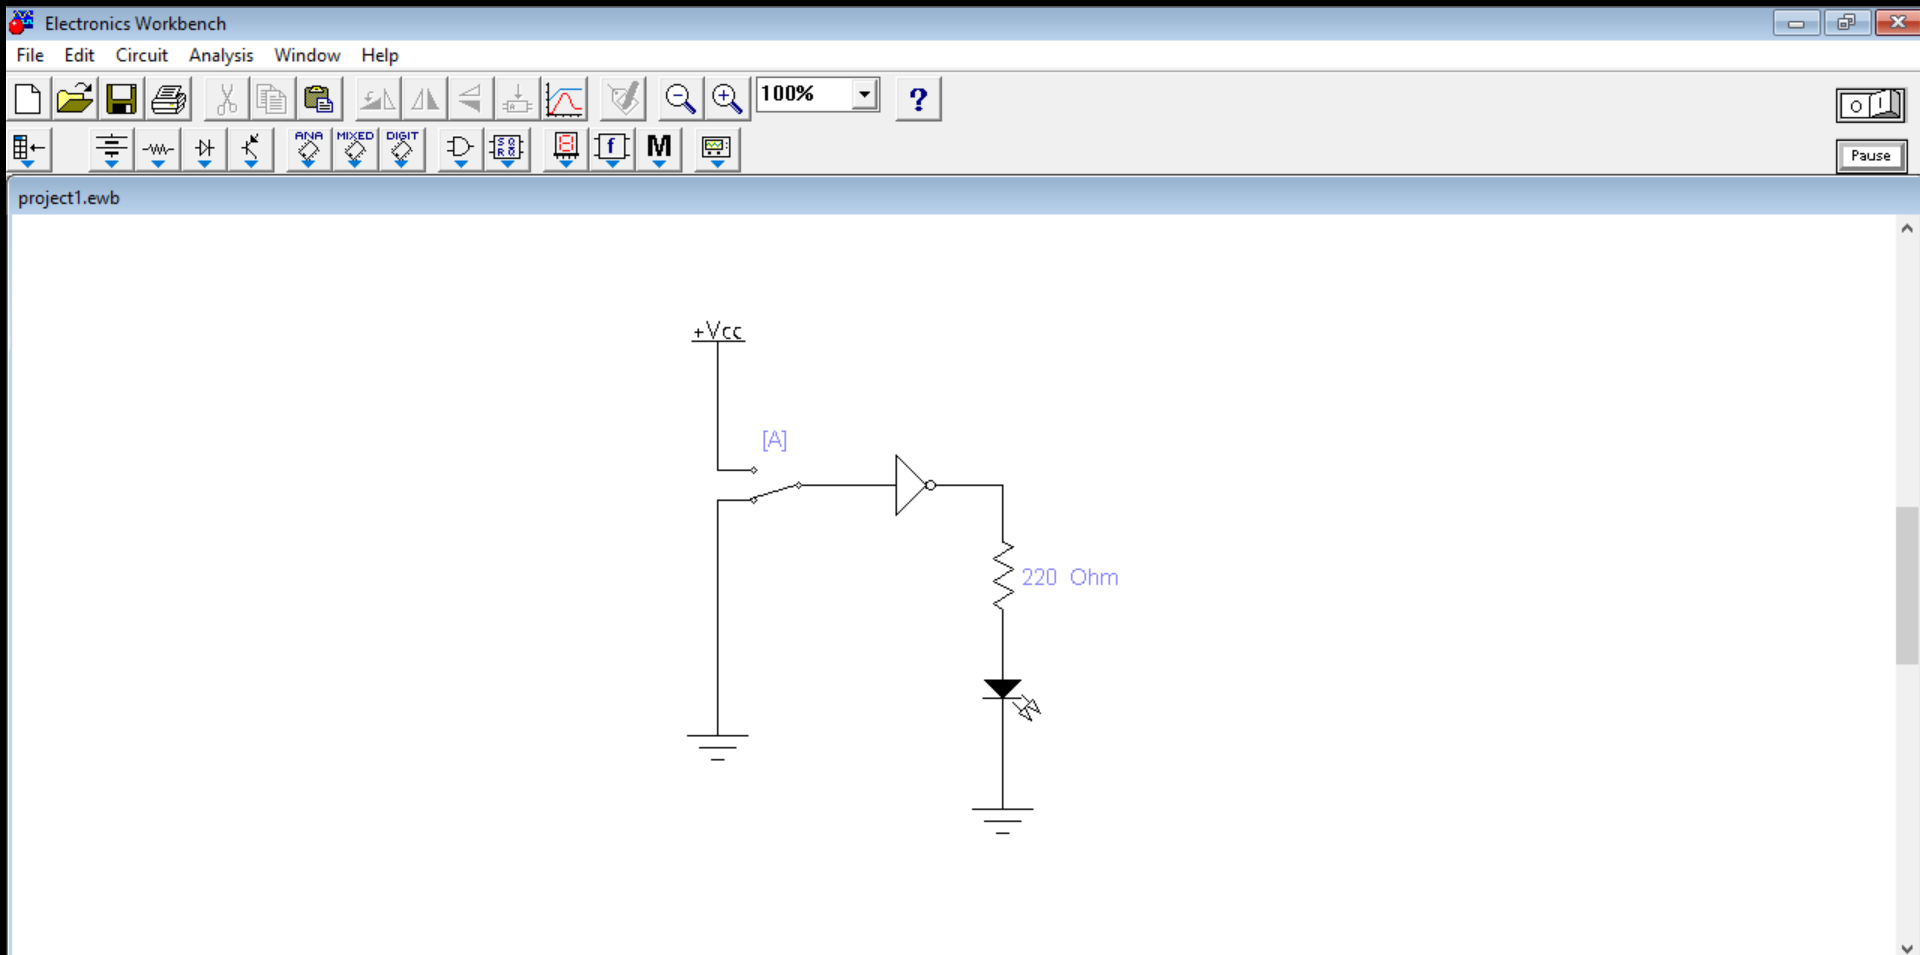 Electronics Workbench
File Edit Circuit Analysis Window Help
100% ?
ANA MIXED DIGIT
f M
Pause
project1.ewb
+Vcc
[A]
220 Ohm